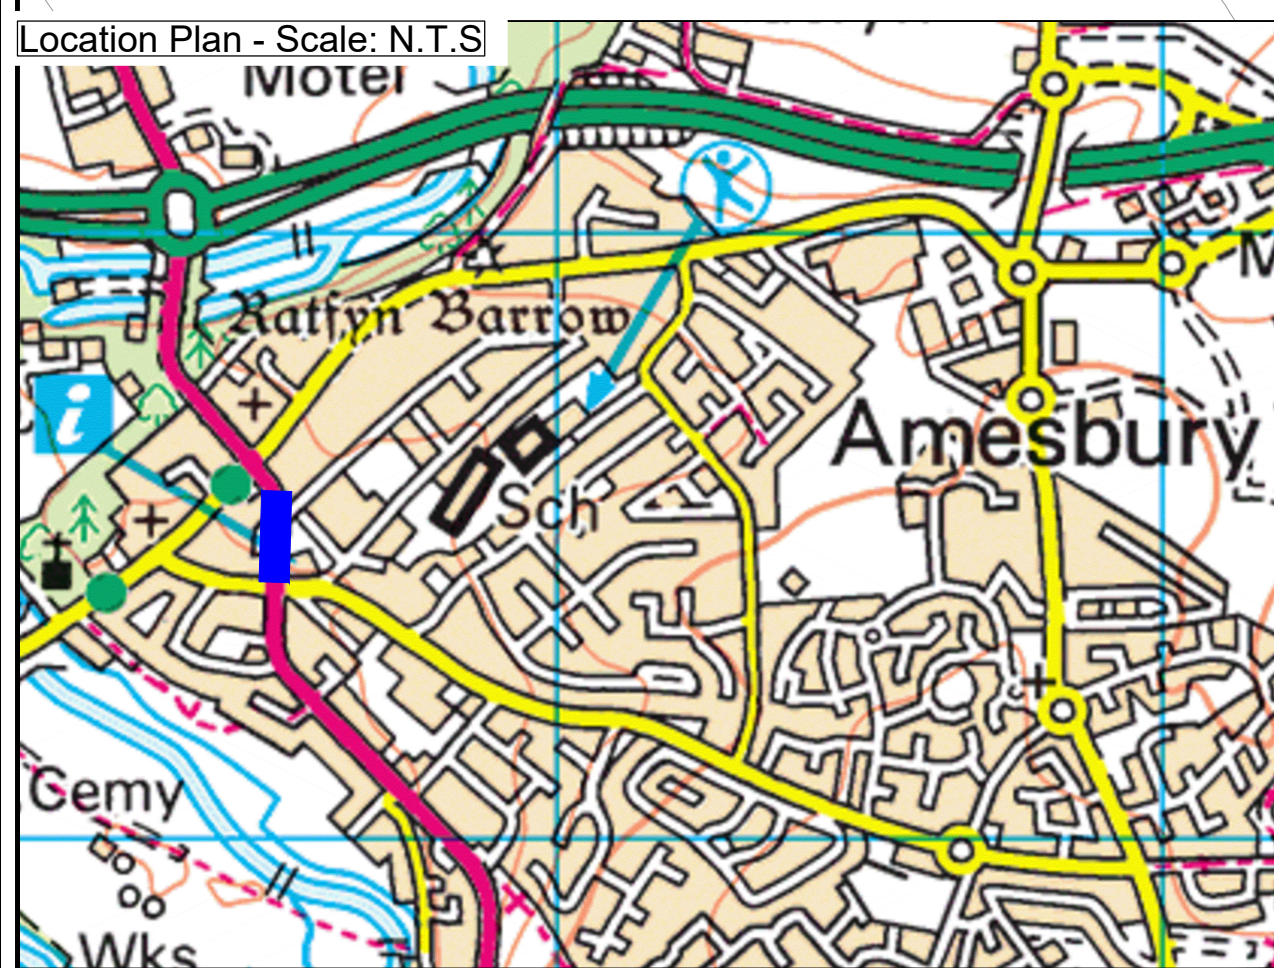 Location Plan - Scale: N.T.S
Motel
Ratfyn Barrow
i
Amesbury
Sch
Cemy
Wks